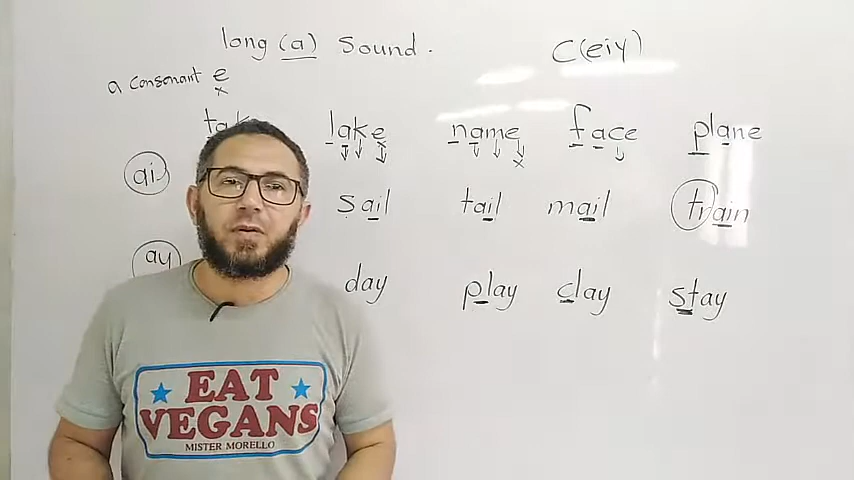 long (a) sound.
C(eiy)
a consonant e
x
lake name face plane
x
ai sail tail mail train
ay day play clay stay
EAT
VEGANS
MISTER MORELLO